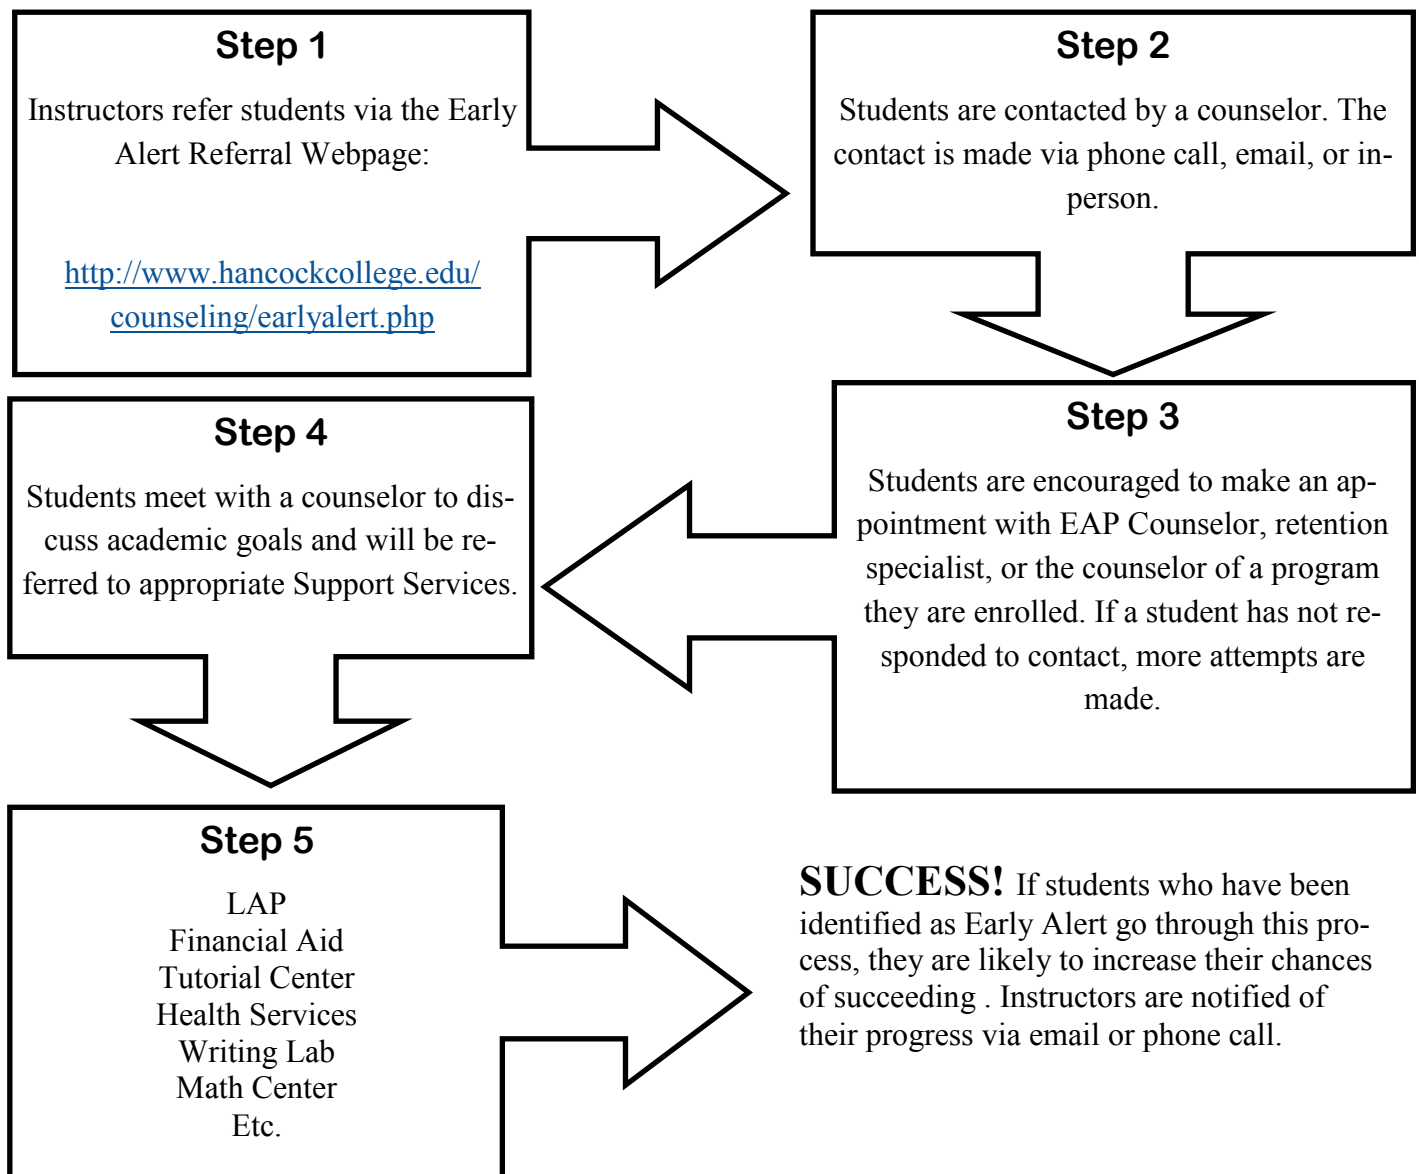 Step 1
Instructors refer students via the Early
Alert Referral Webpage:
http://www.hancockcollege.edu/
counseling/earlyalert.php
Step 2
Students are contacted by a counselor. The
contact is made via phone call, email, or in-
person.
Step 3
Students are encouraged to make an ap-
pointment with EAP Counselor, retention
specialist, or the counselor of a program
they are enrolled. If a student has not re-
sponded to contact, more attempts are
made.
Step 4
Students meet with a counselor to dis-
cuss academic goals and will be re-
ferred to appropriate Support Services.
Step 5
LAP
Financial Aid
Tutorial Center
Health Services
Writing Lab
Math Center
Etc.
SUCCESS! If students who have been
identified as Early Alert go through this pro-
cess, they are likely to increase their chances
of succeeding . Instructors are notified of
their progress via email or phone call.